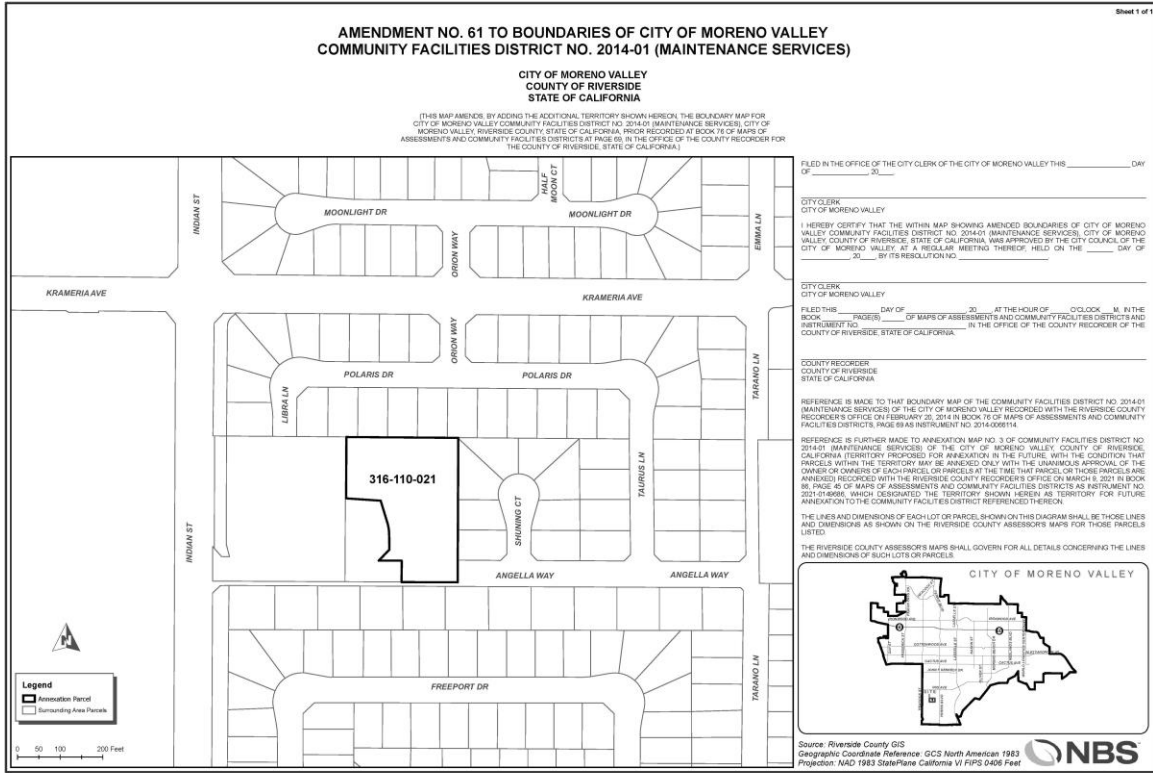 Sheet 1 of 1
AMENDMENT NO. 61 TO BOUNDARIES OF CITY OF MORENO VALLEY
COMMUNITY FACILITIES DISTRICT NO. 2014-01 (MAINTENANCE SERVICES)
CITY OF MORENO VALLEY
COUNTY OF RIVERSIDE
STATE OF CALIFORNIA
(THIS MAP AMENDS, BY ADDING THE ADDITIONAL TERRITORY SHOWN HEREON, THE BOUNDARY MAP FOR
CITY OF MORENO VALLEY COMMUNITY FACILITIES DISTRICT NO. 2014-01 (MAINTENANCE SERVICES), CITY OF
MORENO VALLEY, RIVERSIDE COUNTY, STATE OF CALIFORNIA, PRIOR RECORDED AT BOOK 76 OF MAPS OF
ASSESSMENTS AND COMMUNITY FACILITIES DISTRICTS AT PAGE 69, IN THE OFFICE OF THE COUNTY RECORDER FOR
THE COUNTY OF RIVERSIDE, STATE OF CALIFORNIA.)
INDIAN ST
MOONLIGHT DR
HALF
MOON CT
MOONLIGHT DR
EMMA LN
ORION WAY
KRAMERIA AVE
KRAMERIA AVE
ORION WAY
POLARIS DR
POLARIS DR
LIBRA LN
TARANO LN
316-110-021
TAURUS LN
SHUNING CT
INDIAN ST
ANGELLA WAY
ANGELLA WAY
FREEPORT DR
TARANO LN
Legend
Annexation Parcel
Surrounding Area Parcels
0 50 100 200 Feet
FILED IN THE OFFICE OF THE CITY CLERK OF THE CITY OF MORENO VALLEY THIS ____________ DAY
OF ____________, 20___.
CITY CLERK
CITY OF MORENO VALLEY
I HEREBY CERTIFY THAT THE WITHIN MAP SHOWING AMENDED BOUNDARIES OF CITY OF MORENO
VALLEY COMMUNITY FACILITIES DISTRICT NO. 2014-01 (MAINTENANCE SERVICES), CITY OF MORENO
VALLEY, COUNTY OF RIVERSIDE, STATE OF CALIFORNIA, WAS APPROVED BY THE CITY COUNCIL OF THE
CITY OF MORENO VALLEY AT A REGULAR MEETING THEREOF, HELD ON THE _____ DAY OF
___________, 20___, BY ITS RESOLUTION NO. ________________
CITY CLERK
CITY OF MORENO VALLEY
FILED THIS ________ DAY OF ____________, 20___, AT THE HOUR OF ____ O'CLOCK __M, IN THE
BOOK ______ PAGE(S) _____ OF MAPS OF ASSESSMENTS AND COMMUNITY FACILITIES DISTRICTS AND
INSTRUMENT NO. ________________ IN THE OFFICE OF THE COUNTY RECORDER OF THE
COUNTY OF RIVERSIDE, STATE OF CALIFORNIA.
COUNTY RECORDER
COUNTY OF RIVERSIDE
STATE OF CALIFORNIA
REFERENCE IS MADE TO THAT BOUNDARY MAP OF THE COMMUNITY FACILITIES DISTRICT NO. 2014-01
(MAINTENANCE SERVICES) OF THE CITY OF MORENO VALLEY RECORDED WITH THE RIVERSIDE COUNTY
RECORDER'S OFFICE ON FEBRUARY 20, 2014 IN BOOK 76 OF MAPS OF ASSESSMENTS AND COMMUNITY
FACILITIES DISTRICTS, PAGE 69 AS INSTRUMENT NO. 2014-0066114.
REFERENCE IS FURTHER MADE TO ANNEXATION MAP NO. 3 OF COMMUNITY FACILITIES DISTRICT NO.
2014-01 (MAINTENANCE SERVICES) OF THE CITY OF MORENO VALLEY, COUNTY OF RIVERSIDE,
CALIFORNIA (TERRITORY PROPOSED FOR ANNEXATION IN THE FUTURE, WITH THE CONDITION THAT
PARCELS WITHIN THE TERRITORY MAY BE ANNEXED ONLY WITH THE UNANIMOUS APPROVAL OF THE
OWNER OR OWNERS OF EACH PARCEL OR PARCELS AT THE TIME THAT PARCEL OR THOSE PARCELS ARE
ANNEXED) RECORDED WITH THE RIVERSIDE COUNTY RECORDER'S OFFICE ON MARCH 9, 2021 IN BOOK
86, PAGE 45 OF MAPS OF ASSESSMENTS AND COMMUNITY FACILITIES DISTRICTS AS INSTRUMENT NO.
2021-0149686, WHICH DESIGNATED THE TERRITORY SHOWN HEREIN AS TERRITORY FOR FUTURE
ANNEXATION TO THE COMMUNITY FACILITIES DISTRICT REFERENCED THEREON.
THE LINES AND DIMENSIONS OF EACH LOT OR PARCEL SHOWN ON THIS DIAGRAM SHALL BE THOSE LINES
AND DIMENSIONS AS SHOWN ON THE RIVERSIDE COUNTY ASSESSOR'S MAPS FOR THOSE PARCELS
LISTED.
THE RIVERSIDE COUNTY ASSESSOR'S MAPS SHALL GOVERN FOR ALL DETAILS CONCERNING THE LINES
AND DIMENSIONS OF SUCH LOTS OR PARCELS.
CITY OF MORENO VALLEY
SITE
Source: Riverside County GIS
Geographic Coordinate Reference: GCS North American 1983
Projection: NAD 1983 StatePlane California VI FIPS 0406 Feet
NBS